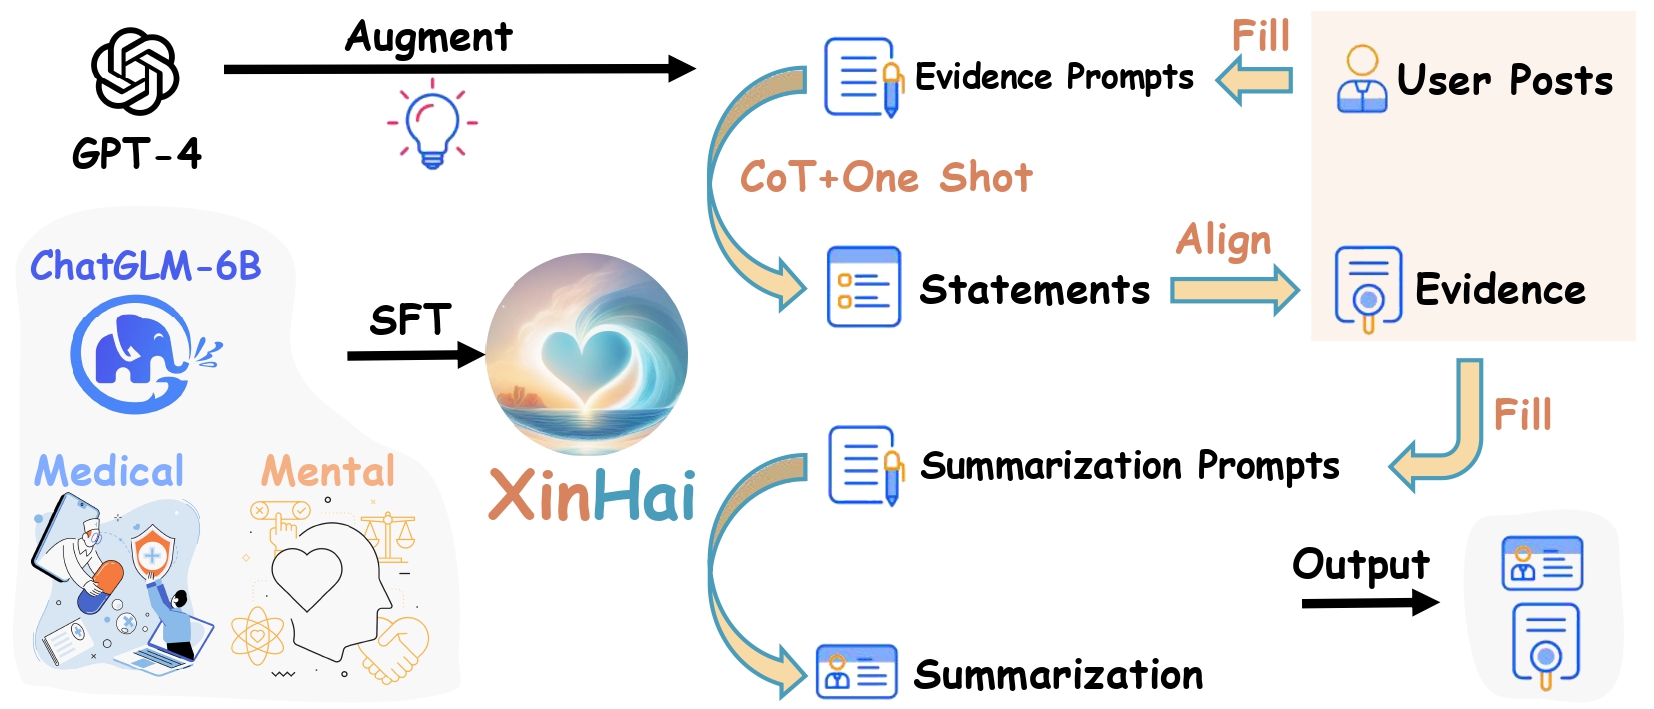 GPT-4
Augment
Evidence Prompts
Fill
User Posts
CoT+One Shot
Statements
Align
Evidence
ChatGLM-6B
SFT
XinHai
Medical
Mental
Fill
Summarization Prompts
Output
Summarization